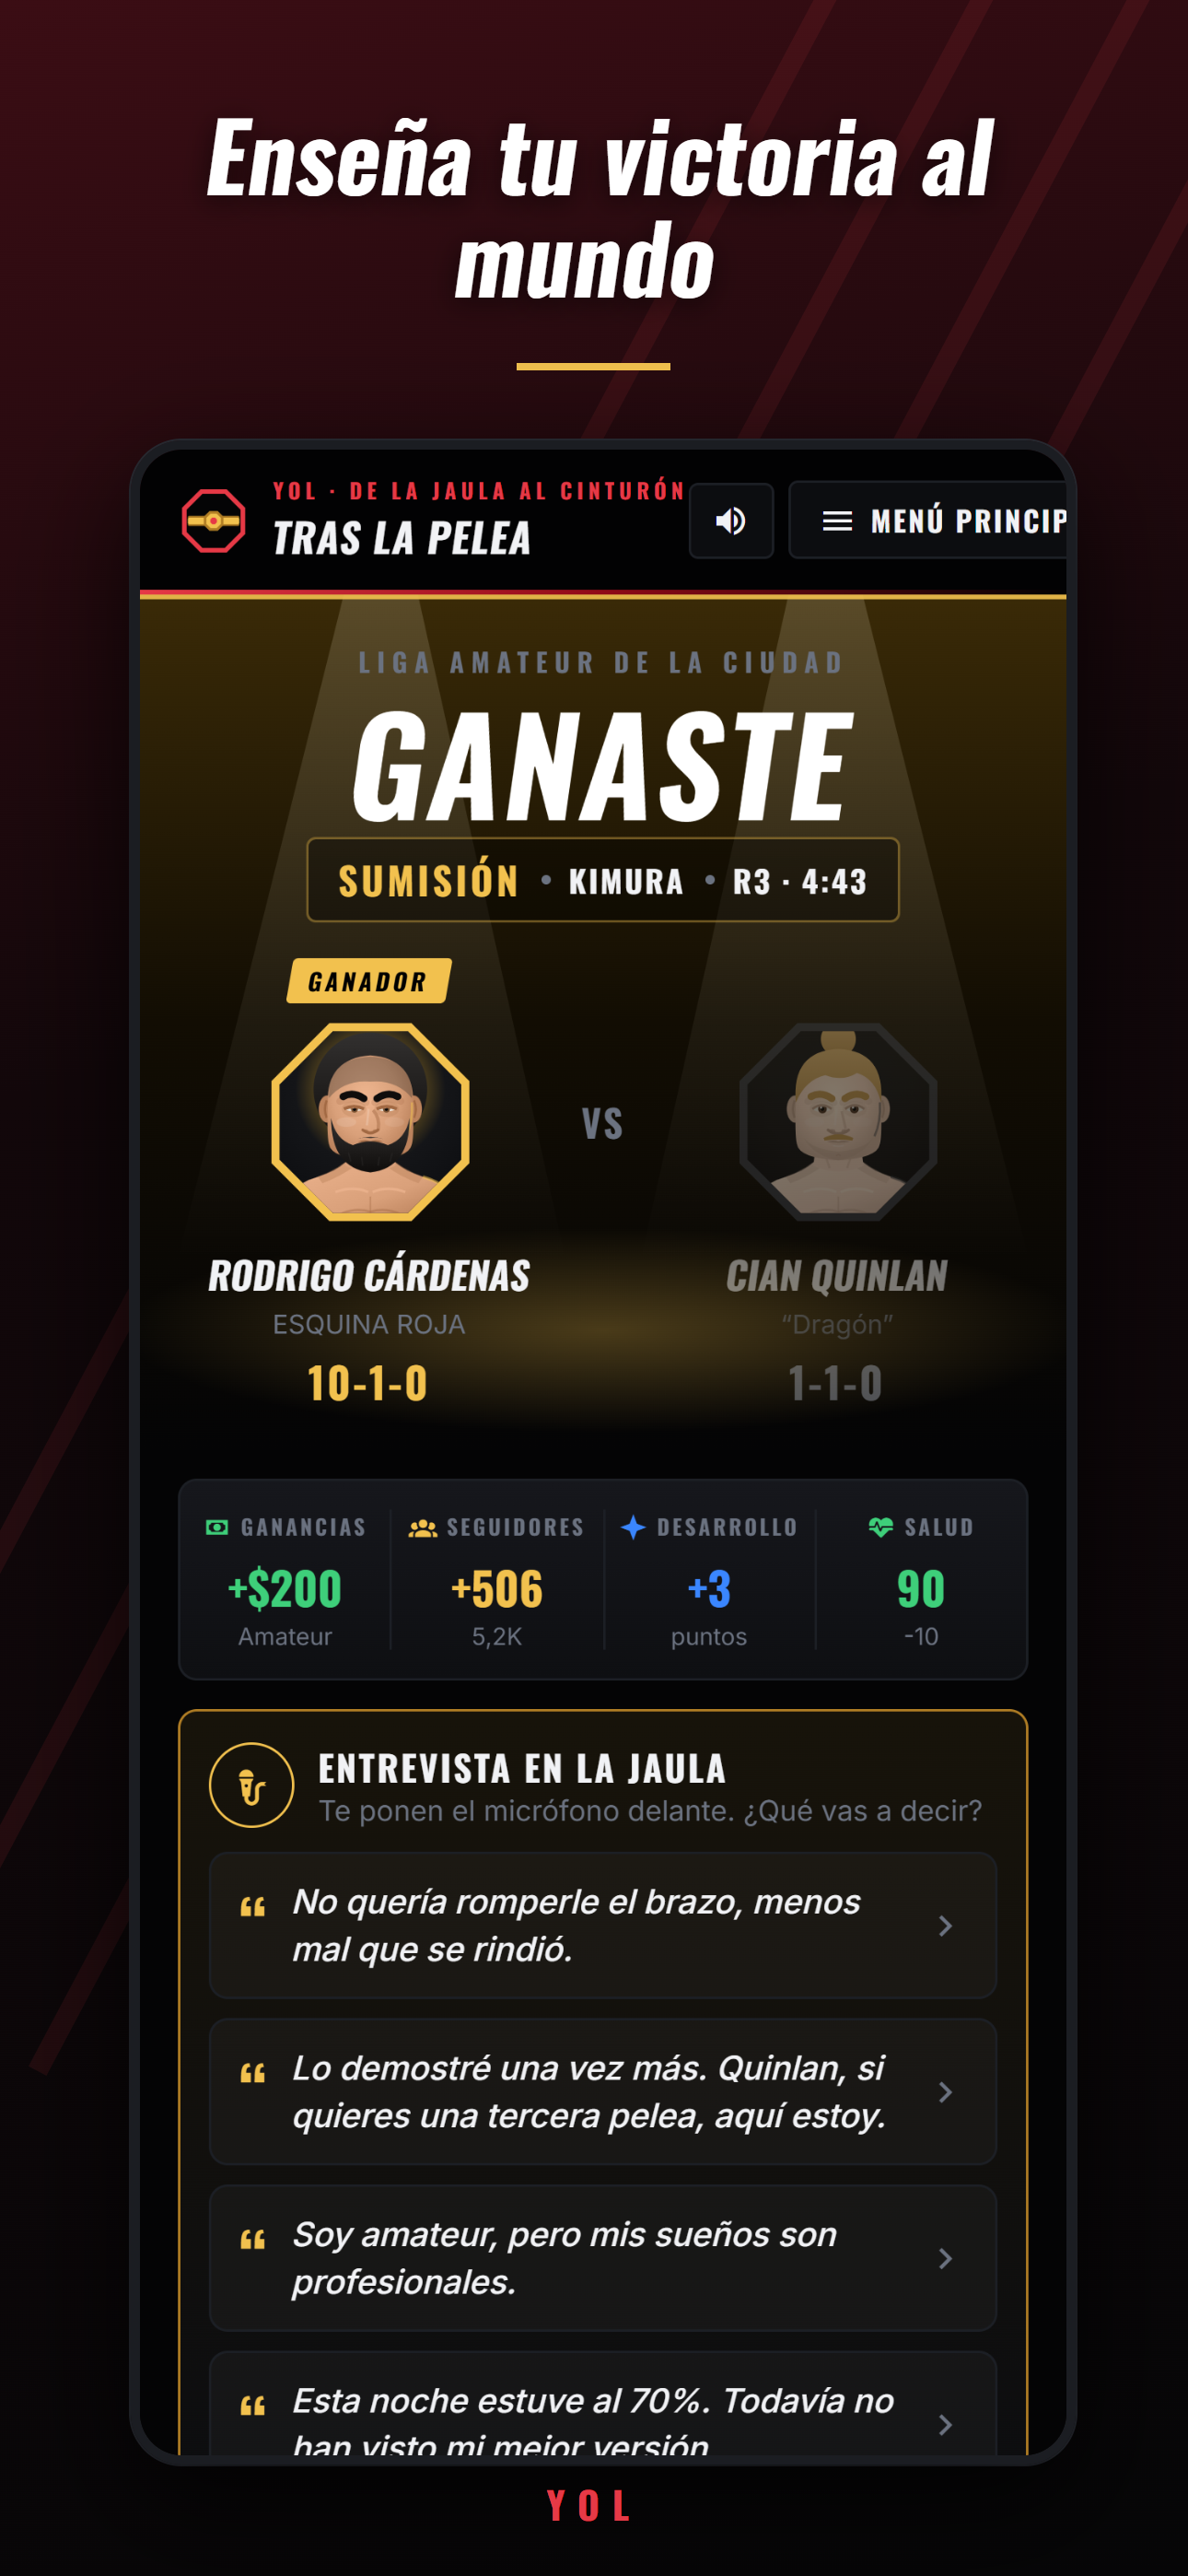 Enseña tu victoria al
mundo
YOL · DE LA JAULA AL CINTURÓN
TRAS LA PELEA
MENÚ PRINCIP
LIGA AMATEUR DE LA CIUDAD
GANASTE
SUMISIÓN • KIMURA • R3 · 4:43
GANADOR
VS
RODRIGO CÁRDENAS
ESQUINA ROJA
10-1-0
CIAN QUINLAN
“Dragón”
1-1-0
GANANCIAS
+$200
Amateur
SEGUIDORES
+506
5,2K
DESARROLLO
+3
puntos
SALUD
90
-10
ENTREVISTA EN LA JAULA
Te ponen el micrófono delante. ¿Qué vas a decir?
“ No quería romperle el brazo, menos
mal que se rindió.
“ Lo demostré una vez más. Quinlan, si
quieres una tercera pelea, aquí estoy.
“ Soy amateur, pero mis sueños son
profesionales.
“ Esta noche estuve al 70%. Todavía no
han visto mi mejor versión
YOL